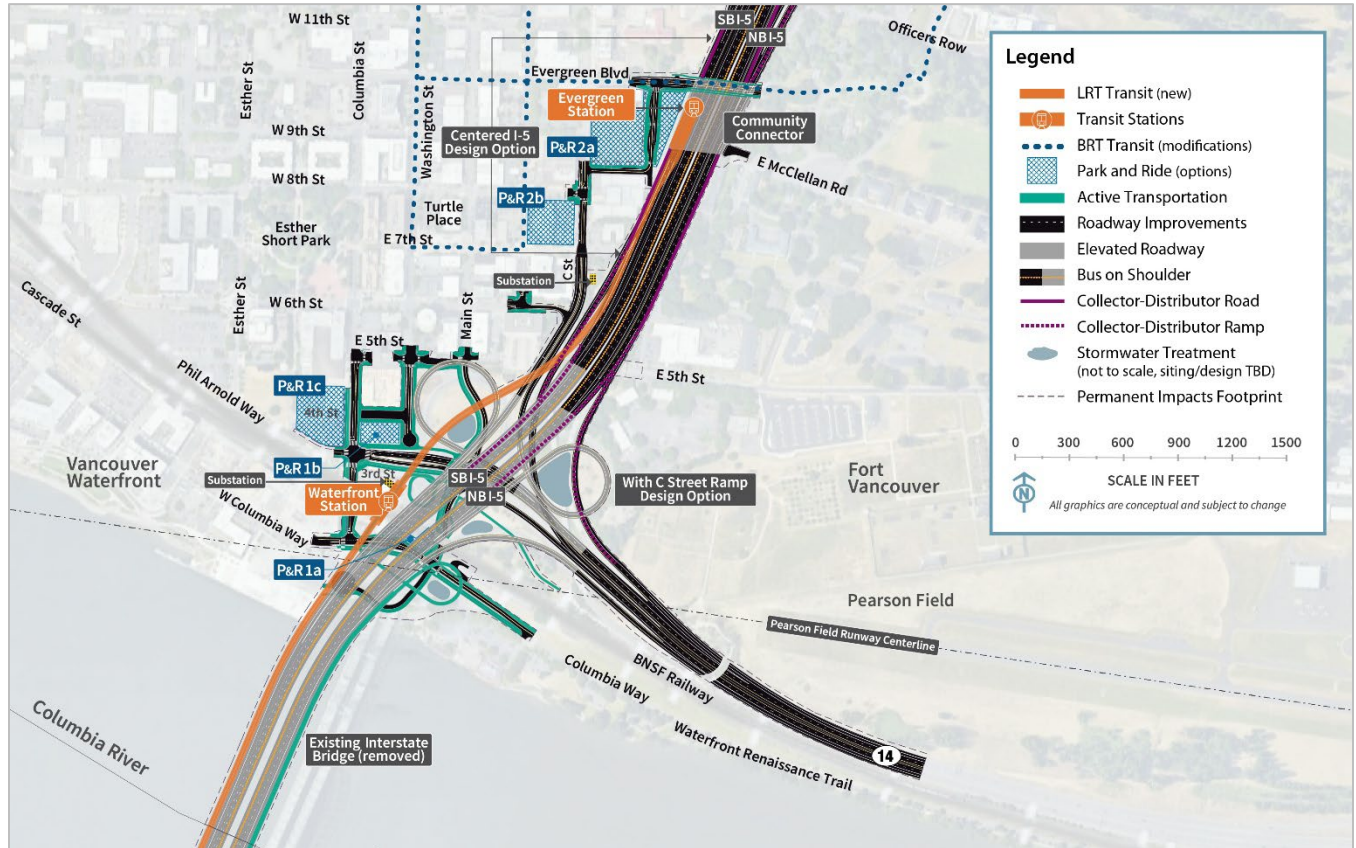 W 11th St
SB I-5
NB I-5
Officers Row
Esther St
Columbia St
Washington St
Evergreen Blvd
Evergreen
Station
Community
Connector
W 9th St
Centered I-5
Design Option
P&R2a
E McClellan Rd
W 8th St
P&R2b
Turtle
Place
Esther
Short Park
E 7th St
C St
Substation
Cascade St
Esther St
W 6th St
Main St
E 5th St
E 5th St
Phil Arnold Way
P&R1c
4th St
Vancouver
Waterfront
P&R1b
3rd St
Substation
SB I-5
NB I-5
With C Street Ramp
Design Option
Fort
Vancouver
Waterfront
Station
W Columbia Way
P&R1a
Pearson Field
Pearson Field Runway Centerline
BNSF Railway
Columbia Way
Waterfront Renaissance Trail
14
Columbia River
Existing Interstate
Bridge (removed)
Legend
LRT Transit (new)
Transit Stations
BRT Transit (modifications)
Park and Ride (options)
Active Transportation
Roadway Improvements
Elevated Roadway
Bus on Shoulder
Collector-Distributor Road
Collector-Distributor Ramp
Stormwater Treatment
(not to scale, siting/design TBD)
Permanent Impacts Footprint
0 300 600 900 1200 1500
SCALE IN FEET
N
All graphics are conceptual and subject to change